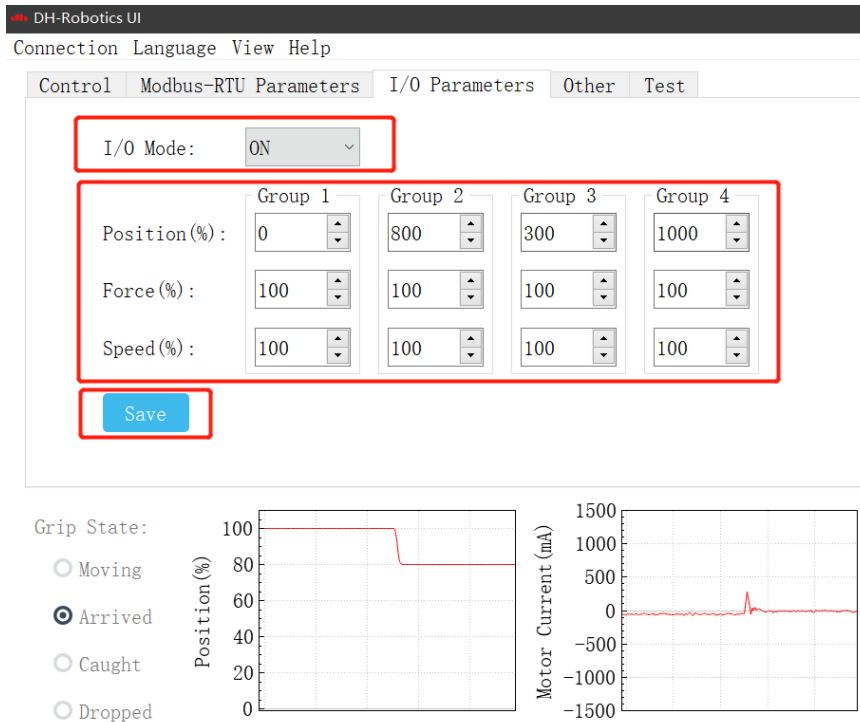 DH-Robotics UI
Connection Language View Help
Control Modbus-RTU Parameters I/O Parameters Other Test
I/O Mode: ON
Group 1 Group 2 Group 3 Group 4
Position(%): 0 800 300 1000
Force(%): 100 100 100 100
Speed(%): 100 100 100 100
Save
Grip State:
Moving
Arrived
Caught
Dropped
Position(%)
100
80
60
40
20
0
Motor Current(mA)
1500
1000
500
0
-500
-1000
-1500